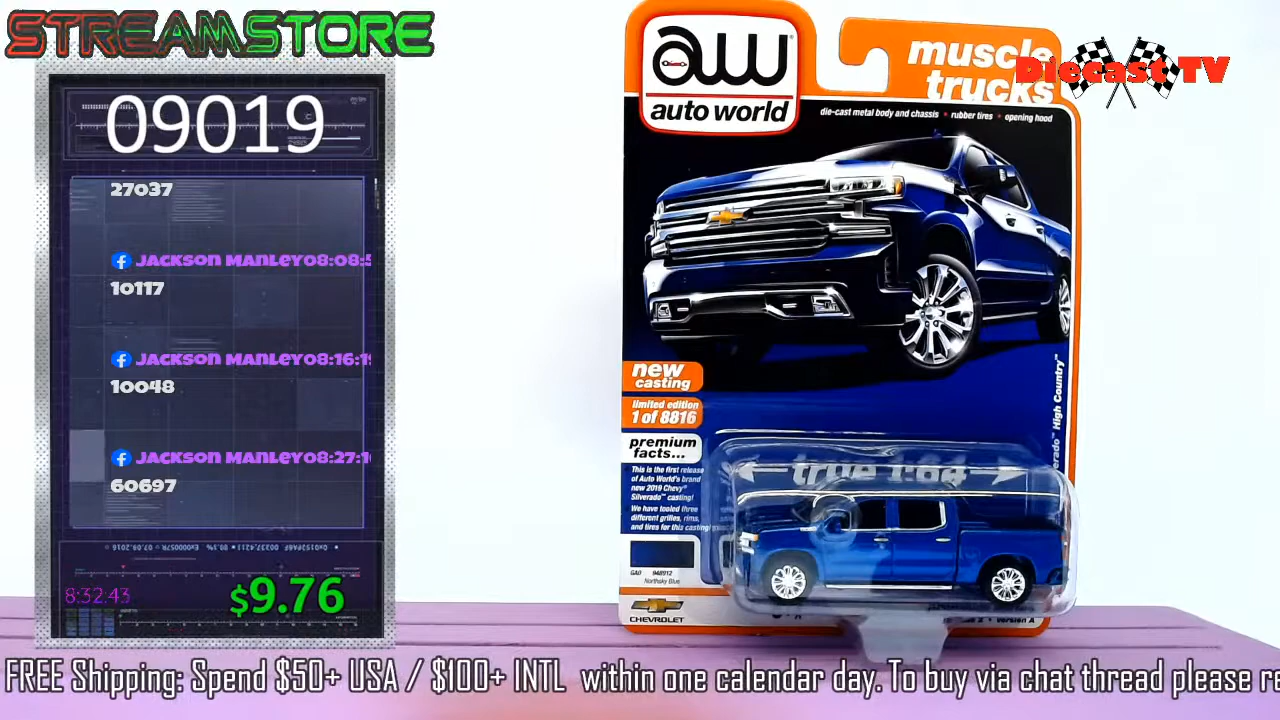 STREAMSTORE
09019
27037
Jackson Manley08:08:5
10117
Jackson Manley08:16:1
10048
Jackson Manley08:27:1
60697
8:32:43
$9.76
aw
auto world
muscle trucks
Diecast TV
die-cast metal body and chassis • rubber tires • opening hood
new
casting
limited edition
1 of 8816
premium
facts...
This is the first release
of Auto World's brand
new 2019 Chevy
Silverado™ casting!
We have tooled three
different grilles, rims,
and tires for this casting
High Country™
true 1:64
GA0 948912
Northsky Blue
CHEVROLET
Version A
FREE Shipping: Spend $50+ USA / $100+ INTL within one calendar day. To buy via chat thread please re